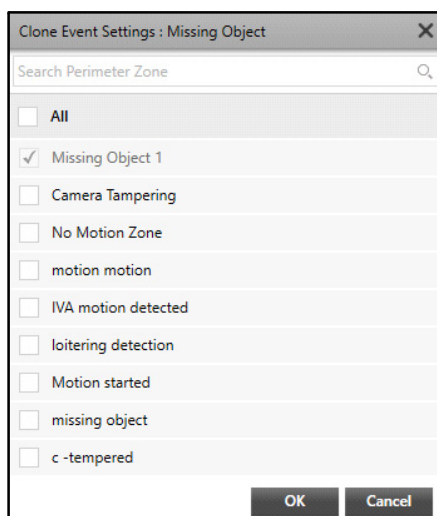 Clone Event Settings : Missing Object
Search Perimeter Zone
All
Missing Object 1
Camera Tampering
No Motion Zone
motion motion
IVA motion detected
loitering detection
Motion started
missing object
c -tempered
OK Cancel